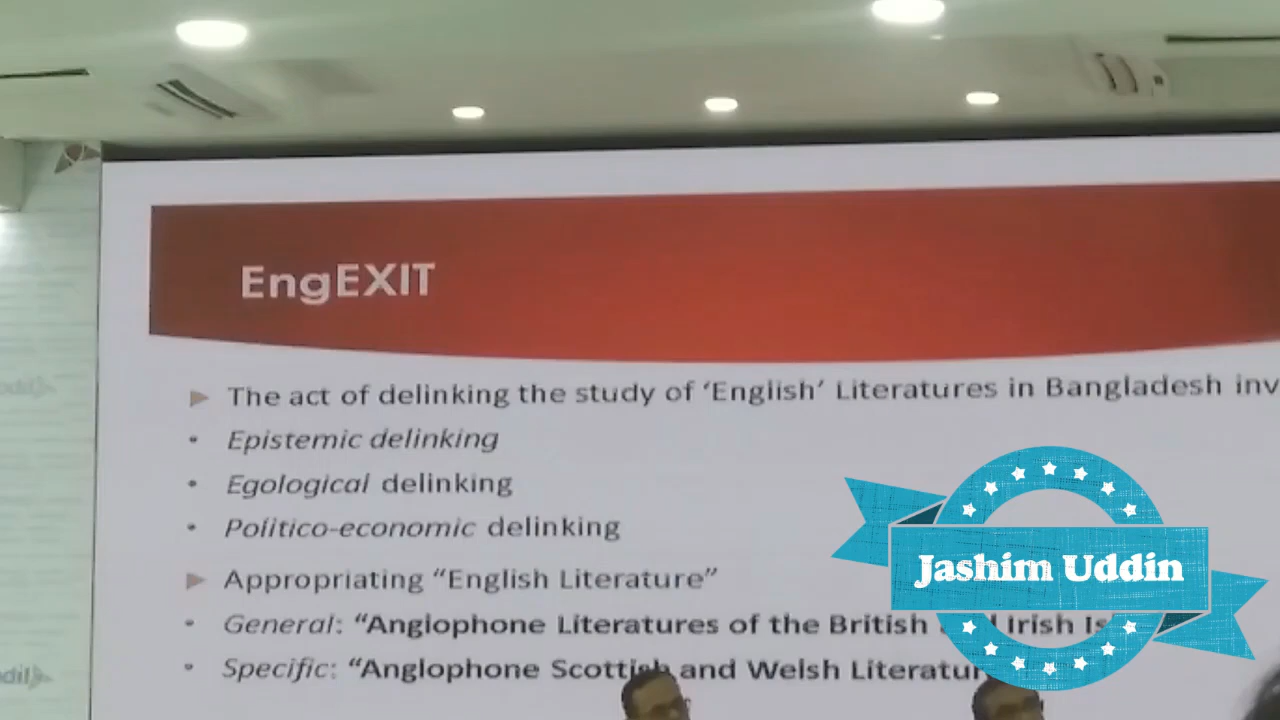 EngEXIT
The act of delinking the study of ‘English’ Literatures in Bangladesh inv
• Epistemic delinking
• Egological delinking
• Politico-economic delinking
Appropriating “English Literature”
• General: “Anglophone Literatures of the British and Irish Is
• Specific: “Anglophone Scottish and Welsh Literatur
Jashim Uddin